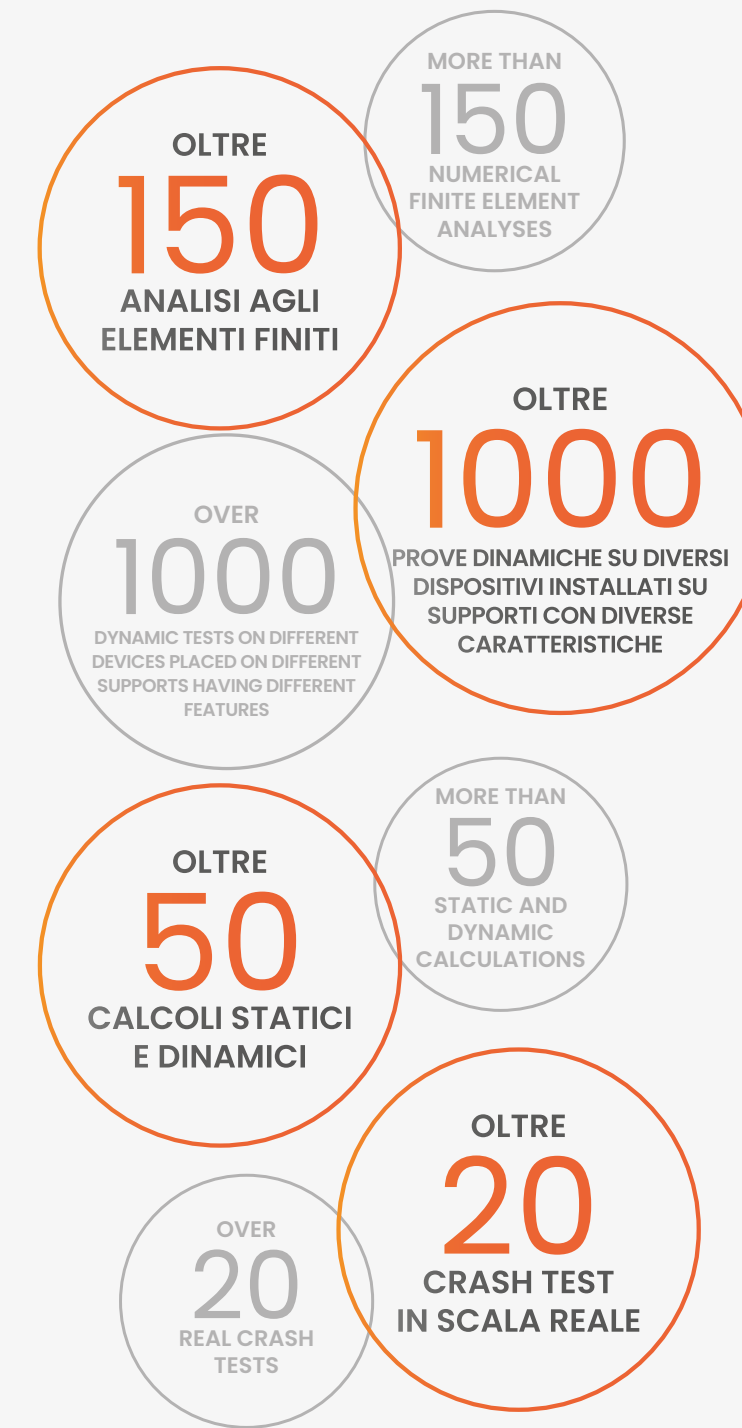 MORE THAN
150
NUMERICAL
FINITE ELEMENT
ANALYSES
OLTRE
150
ANALISI AGLI
ELEMENTI FINITI
OLTRE
1000
PROVE DINAMICHE SU DIVERSI
DISPOSITIVI INSTALLATI SU
SUPPORTI CON DIVERSE
CARATTERISTICHE
OVER
1000
DYNAMIC TESTS ON DIFFERENT
DEVICES PLACED ON DIFFERENT
SUPPORTS HAVING DIFFERENT
FEATURES
MORE THAN
50
STATIC AND
DYNAMIC
CALCULATIONS
OLTRE
50
CALCOLI STATICI
E DINAMICI
OLTRE
20
CRASH TEST
IN SCALA REALE
OVER
20
REAL CRASH
TESTS